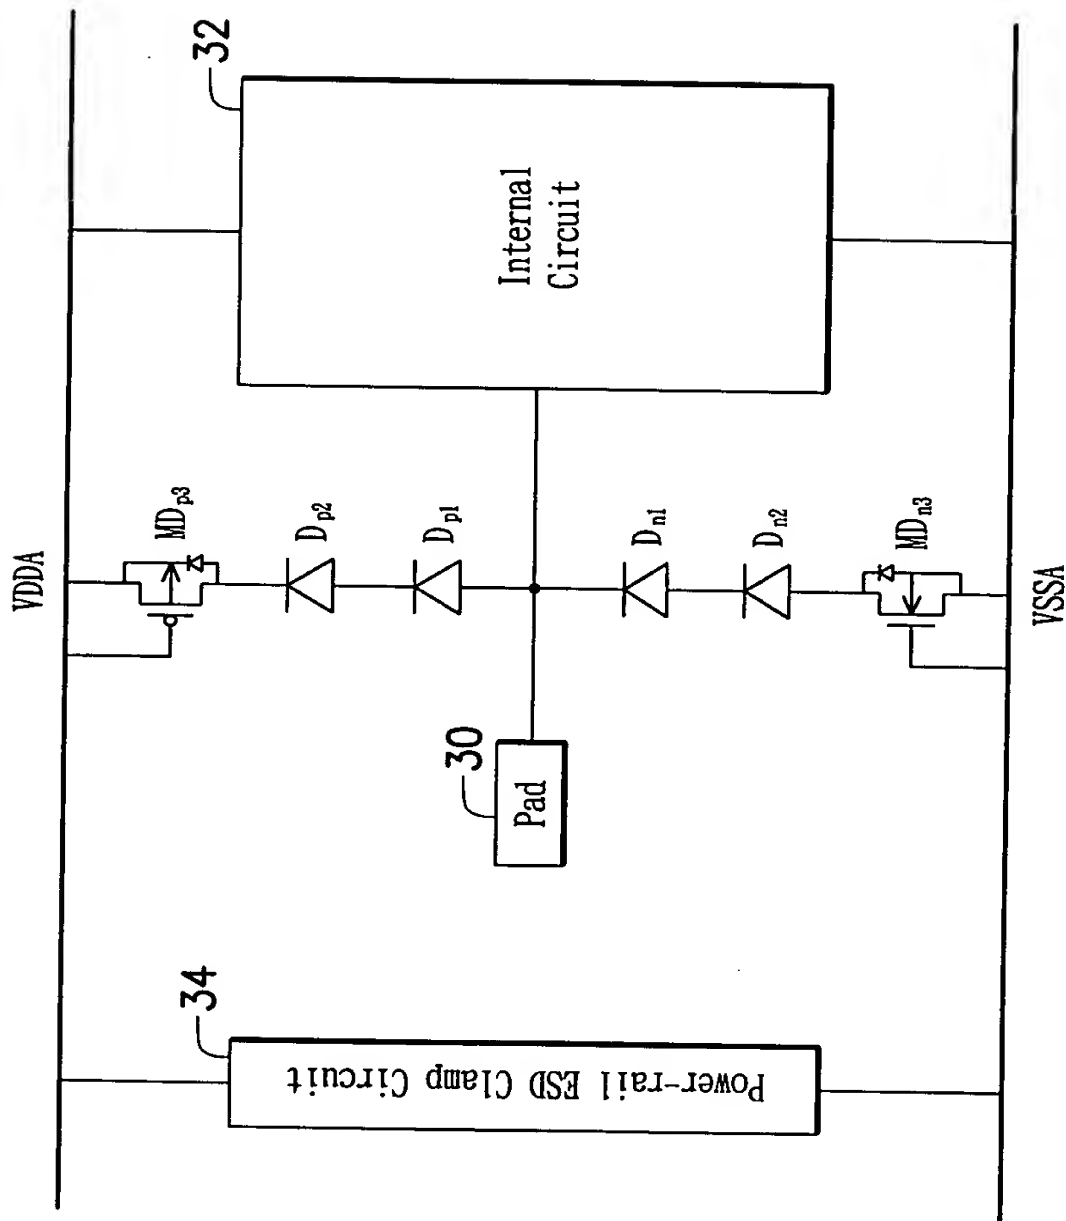 VDDA
32
Internal
Circuit
MDp3
Dp2
Dp1
Dn1
Dn2
MDn3
VSSA
30
Pad
34
Power-rail ESD Clamp Circuit